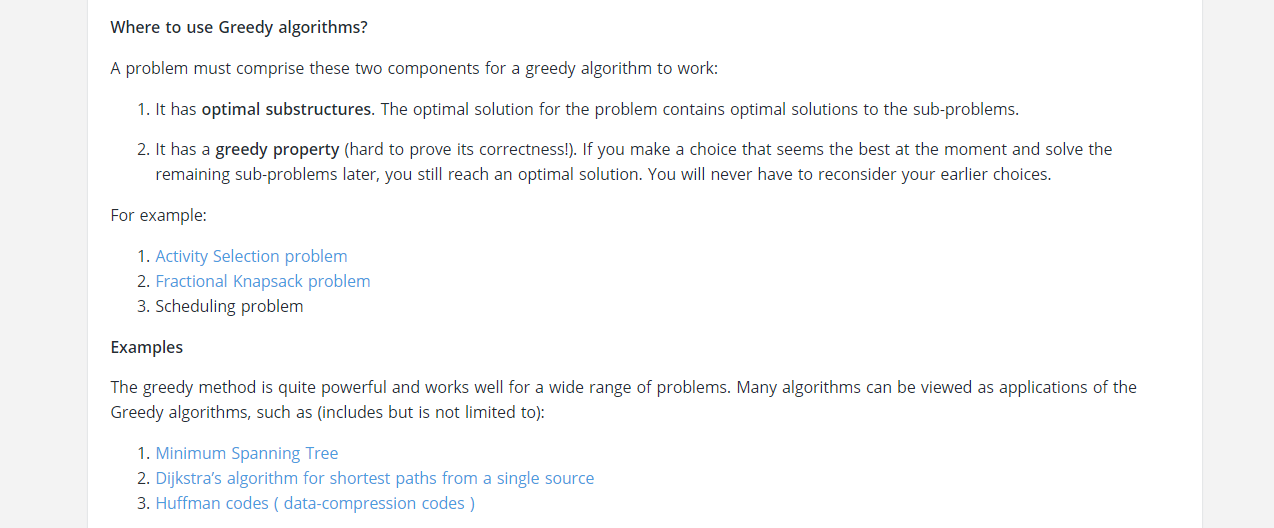 Where to use Greedy algorithms?
A problem must comprise these two components for a greedy algorithm to work:
1. It has optimal substructures. The optimal solution for the problem contains optimal solutions to the sub-problems.
2. It has a greedy property (hard to prove its correctness!). If you make a choice that seems the best at the moment and solve the
remaining sub-problems later, you still reach an optimal solution. You will never have to reconsider your earlier choices.
For example:
1. Activity Selection problem
2. Fractional Knapsack problem
3. Scheduling problem
Examples
The greedy method is quite powerful and works well for a wide range of problems. Many algorithms can be viewed as applications of the
Greedy algorithms, such as (includes but is not limited to):
1. Minimum Spanning Tree
2. Dijkstra’s algorithm for shortest paths from a single source
3. Huffman codes ( data-compression codes )